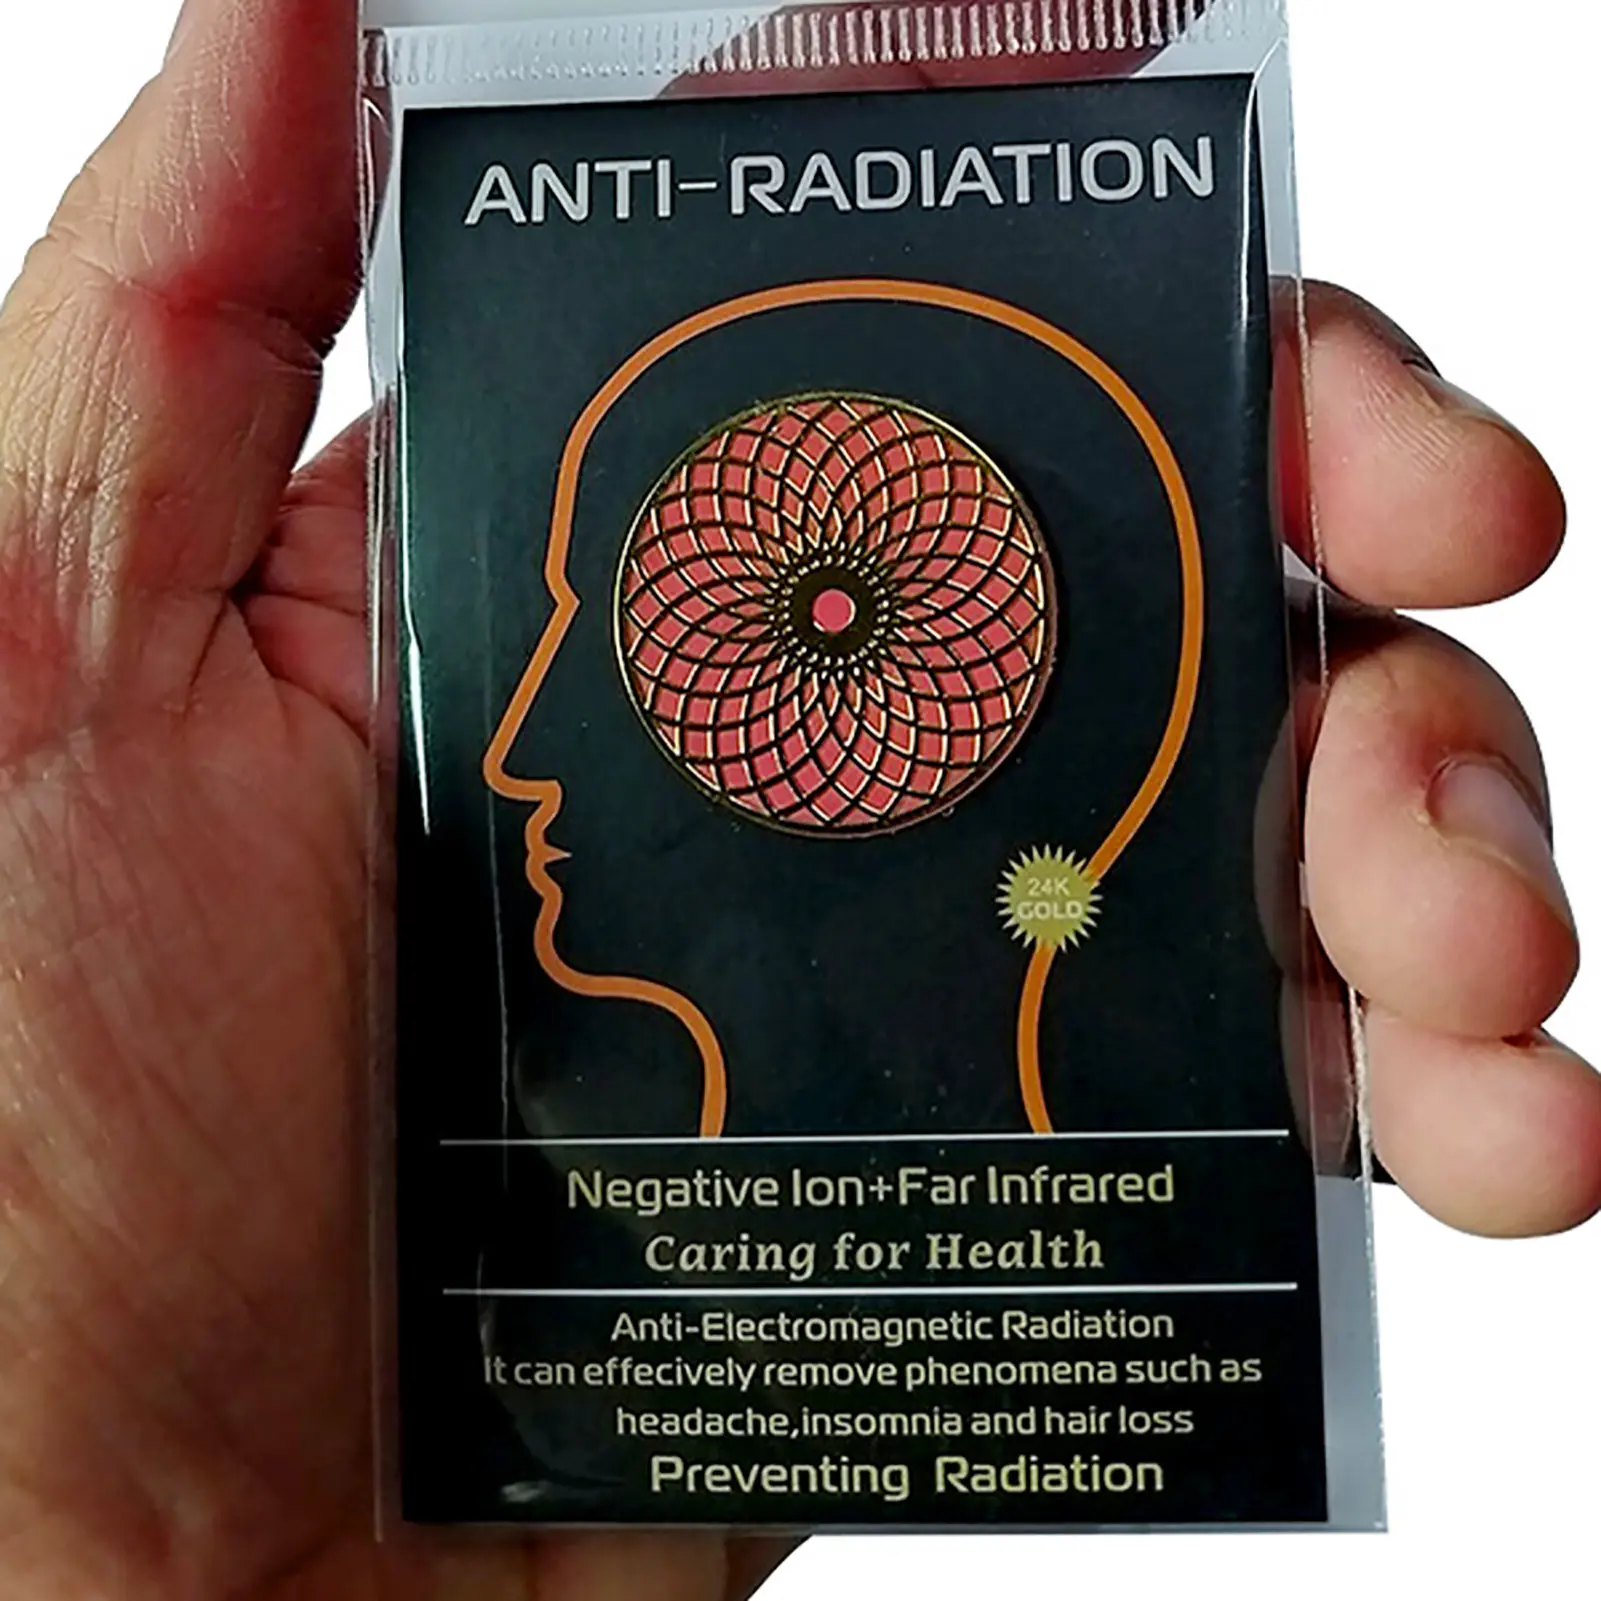 ANTI-RADIATION
24K
GOLD
Negative Ion+Far Infrared
Caring for Health
Anti-Electromagnetic Radiation
It can effecively remove phenomena such as
headache,insomnia and hair loss
Preventing Radiation